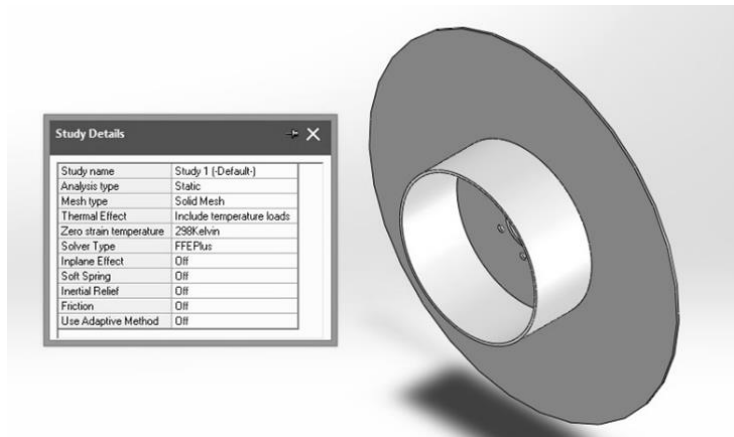 Study Details
Study name Study 1 (-Default-)
Analysis type Static
Mesh type Solid Mesh
Thermal Effect Include temperature loads
Zero strain temperature 298Kelvin
Solver Type FFEPlus
Inplane Effect Off
Soft Spring Off
Inertial Relief Off
Friction Off
Use Adaptive Method Off